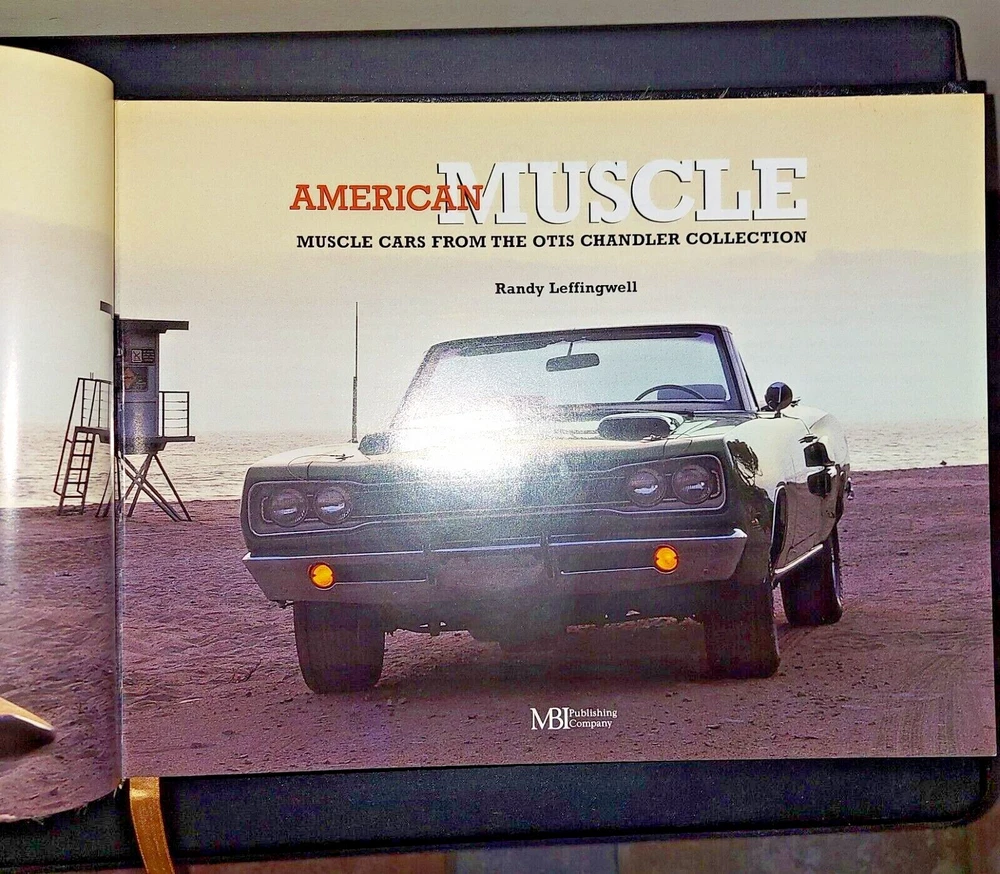 AMERICAN MUSCLE
MUSCLE CARS FROM THE OTIS CHANDLER COLLECTION
Randy Leffingwell
MBI Publishing
Company